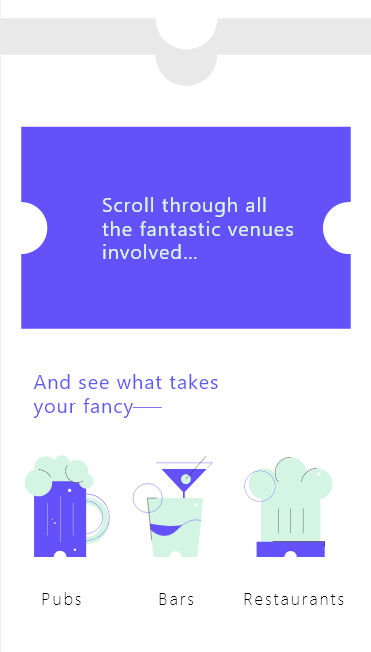 Scroll through all
the fantastic venues
involved...
And see what takes
your fancy—
Pubs
Bars
Restaurants